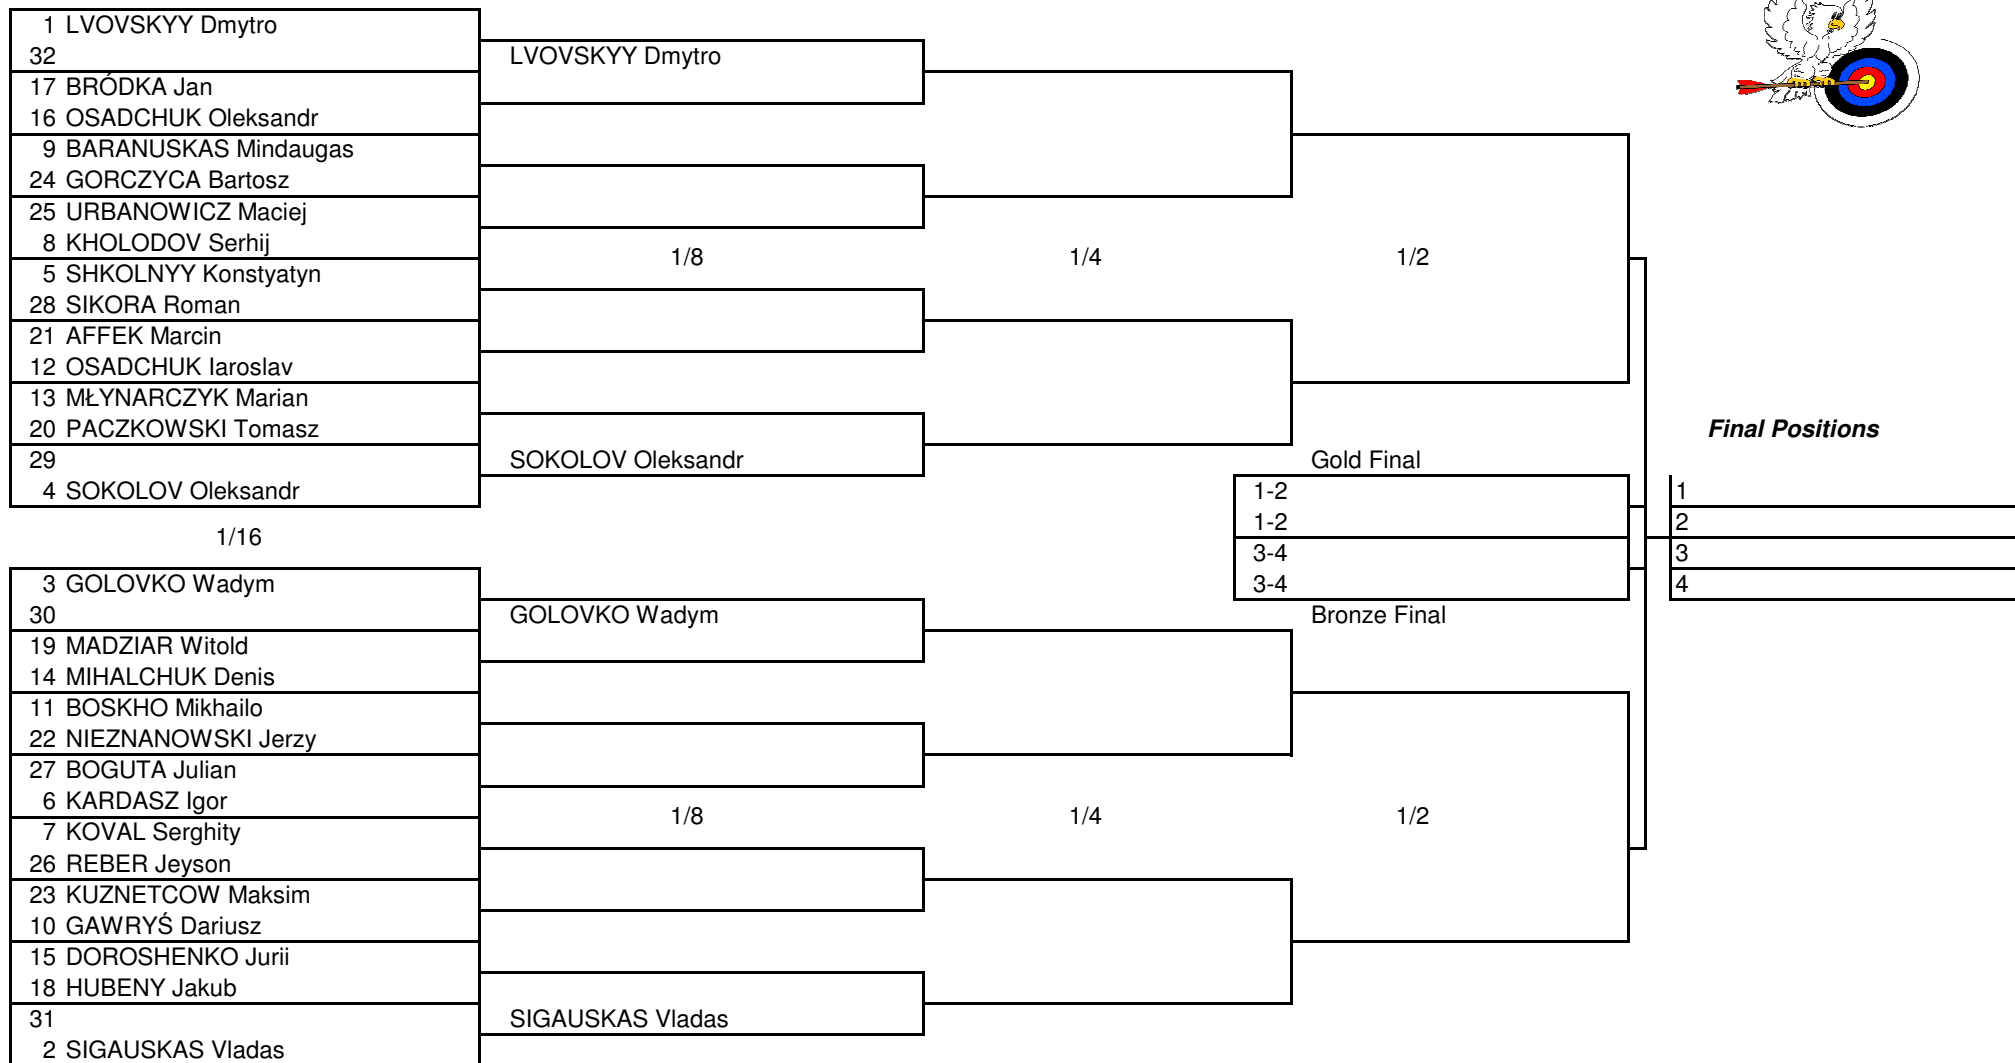 1 LVOVSKYY Dmytro
32
LVOVSKYY Dmytro
17 BRÓDKA Jan
16 OSADCHUK Oleksandr
9 BARANUSKAS Mindaugas
24 GORCZYCA Bartosz
25 URBANOWICZ Maciej
8 KHOLODOV Serhij
1/8 1/4 1/2
5 SHKOLNYY Konstyatyn
28 SIKORA Roman
21 AFFEK Marcin
12 OSADCHUK Iaroslav
13 MŁYNARCZYK Marian
20 PACZKOWSKI Tomasz
Final Positions
29
SOKOLOV Oleksandr
Gold Final
4 SOKOLOV Oleksandr
1-2
1
1-2
2
1/16
3-4
3
3-4
4
3 GOLOVKO Wadym
30
GOLOVKO Wadym
Bronze Final
19 MADZIAR Witold
14 MIHALCHUK Denis
11 BOSKHO Mikhailo
22 NIEZNANOWSKI Jerzy
27 BOGUTA Julian
6 KARDASZ Igor
1/8 1/4 1/2
7 KOVAL Serghity
26 REBER Jeyson
23 KUZNETCOW Maksim
10 GAWRYŚ Dariusz
15 DOROSHENKO Jurii
18 HUBENY Jakub
31
SIGAUSKAS Vladas
2 SIGAUSKAS Vladas